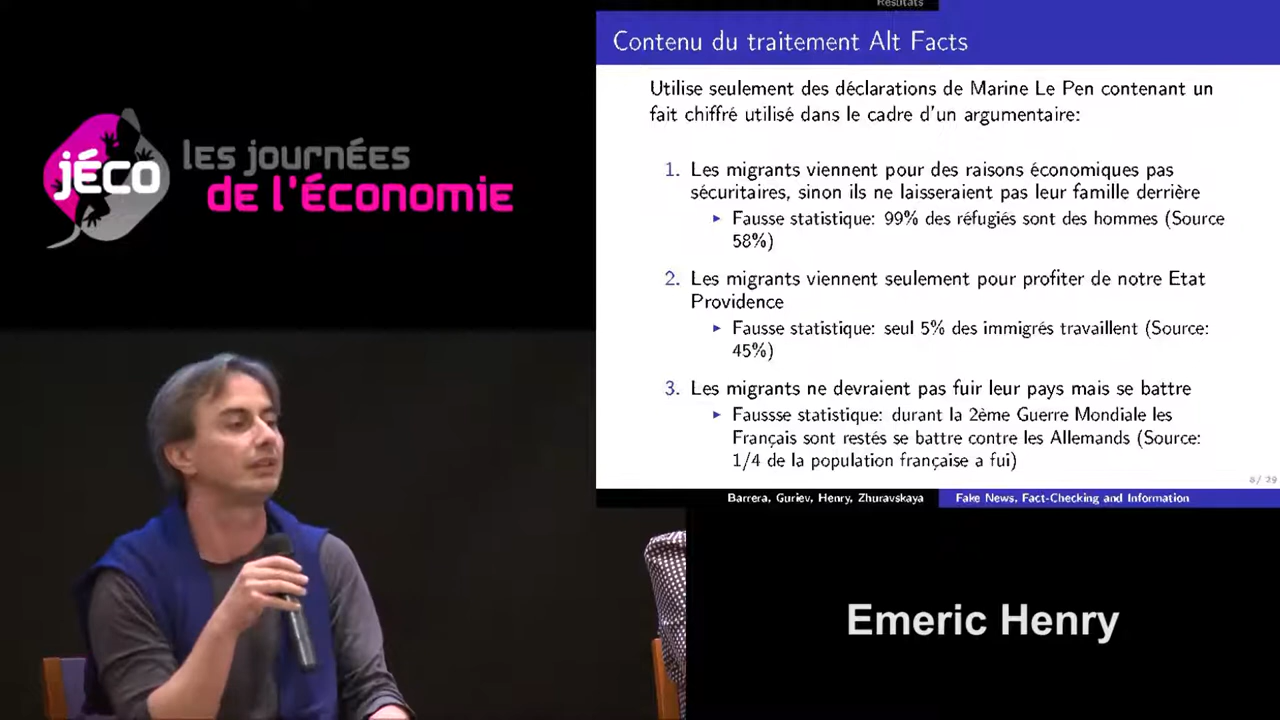 jéco
les journées
de l'économie
Résltats
Contenu du traitement Alt Facts
Utilise seulement des déclarations de Marine Le Pen contenant un
fait chiffré utilisé dans le cadre d'un argumentaire:
1. Les migrants viennent pour des raisons économiques pas
sécuritaires, sinon ils ne laisseraient pas leur famille derrière
▸ Fausse statistique: 99% des réfugiés sont des hommes (Source
58%)
2. Les migrants viennent seulement pour profiter de notre Etat
Providence
▸ Fausse statistique: seul 5% des immigrés travaillent (Source:
45%)
3. Les migrants ne devraient pas fuir leur pays mais se battre
▸ Faussse statistique: durant la 2ème Guerre Mondiale les
Français sont restés se battre contre les Allemands (Source:
1/4 de la population française a fui)
8/ 29
Barrera, Guriev, Henry, Zhuravskaya Fake News, Fact-Checking and Information
Emeric Henry